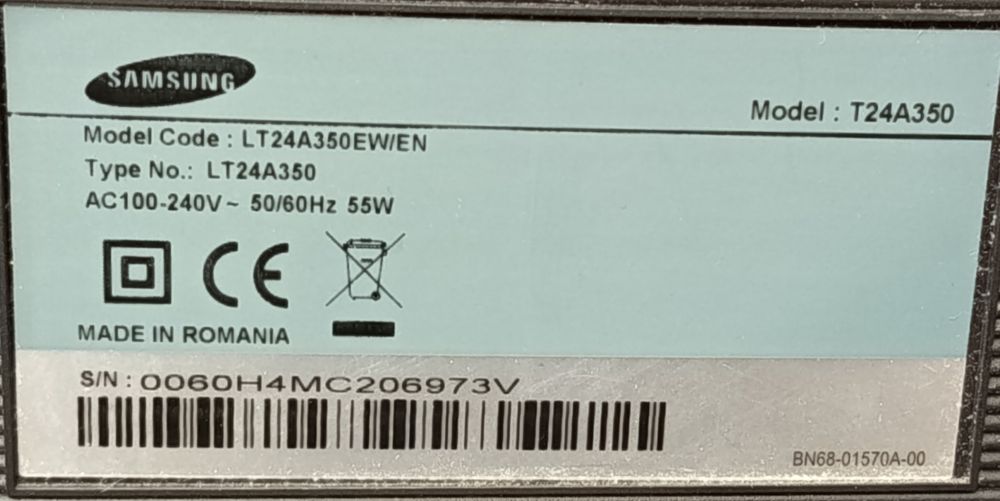 SAMSUNG
Model : T24A350
Model Code : LT24A350EW/EN
Type No.: LT24A350
AC100-240V~ 50/60Hz 55W
CE
MADE IN ROMANIA
S/N : 0060H4MC206973V
BN68-01570A-00